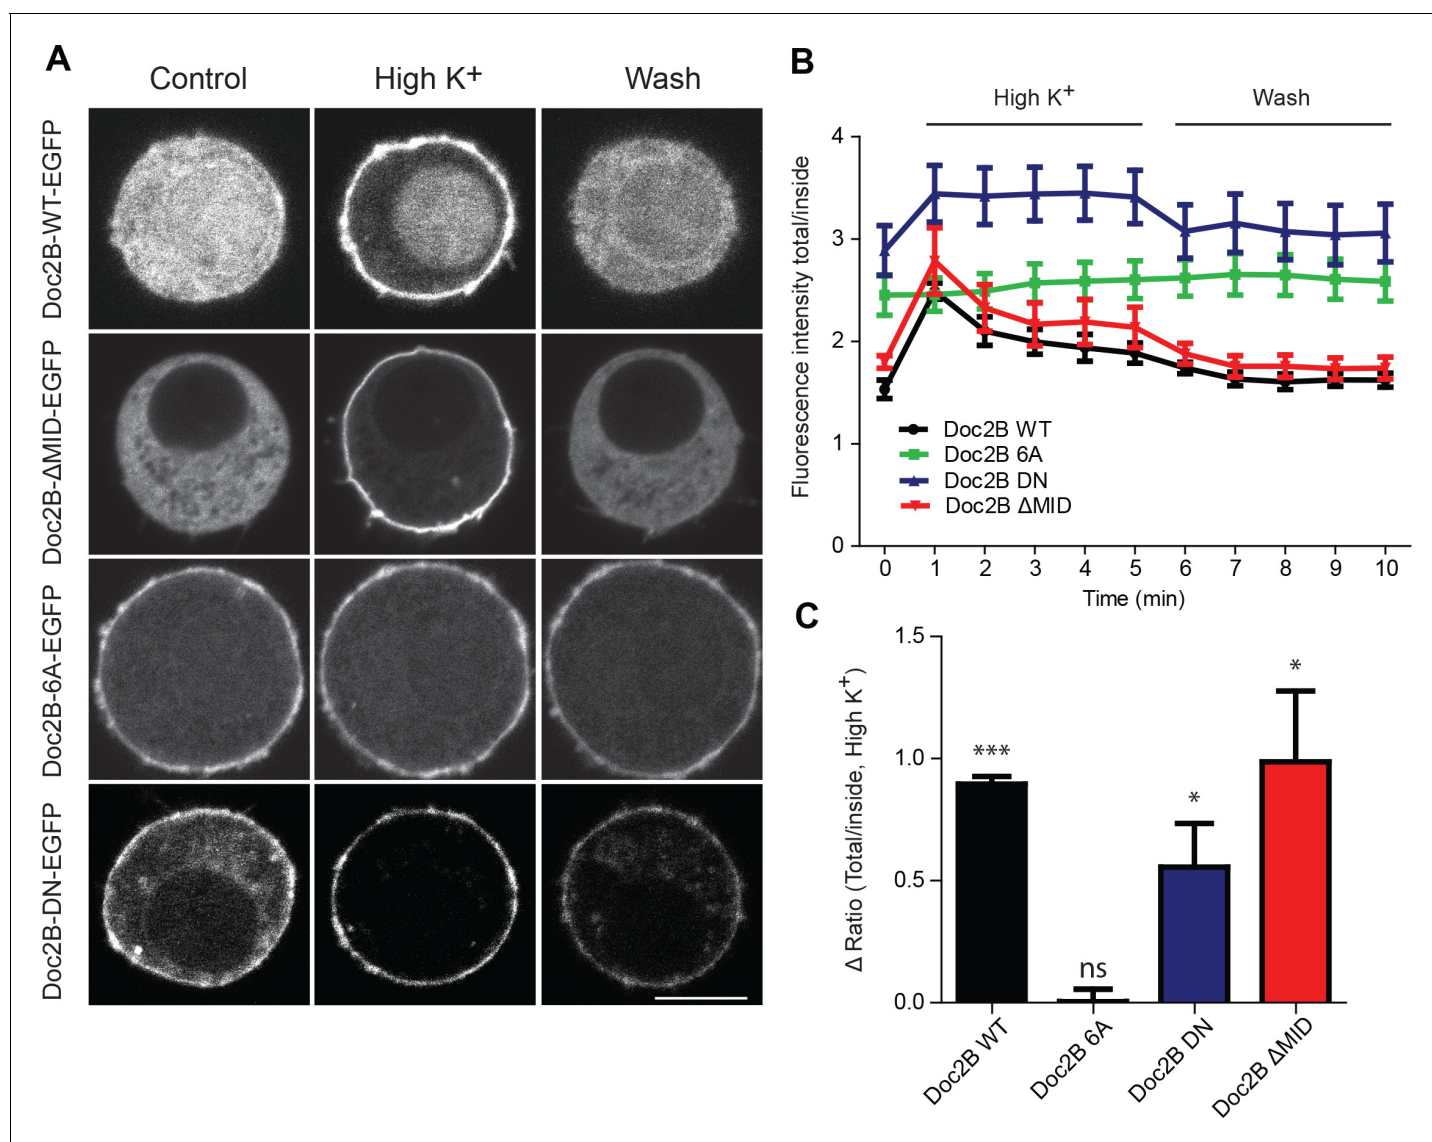 A
Control
High K+
Wash
Doc2B-WT-EGFP
Doc2B-ΔMID-EGFP
Doc2B-6A-EGFP
Doc2B-DN-EGFP
B
High K+
Wash
Fluorescence intensity total/inside
4
3
2
1
0
Doc2B WT
Doc2B 6A
Doc2B DN
Doc2B ΔMID
0 1 2 3 4 5 6 7 8 9 10
Time (min)
C
Δ Ratio (Total/inside, High K+)
1.5
1.0
0.5
0.0
***
ns
*
*
Doc2B WT
Doc2B 6A
Doc2B DN
Doc2B ΔMID